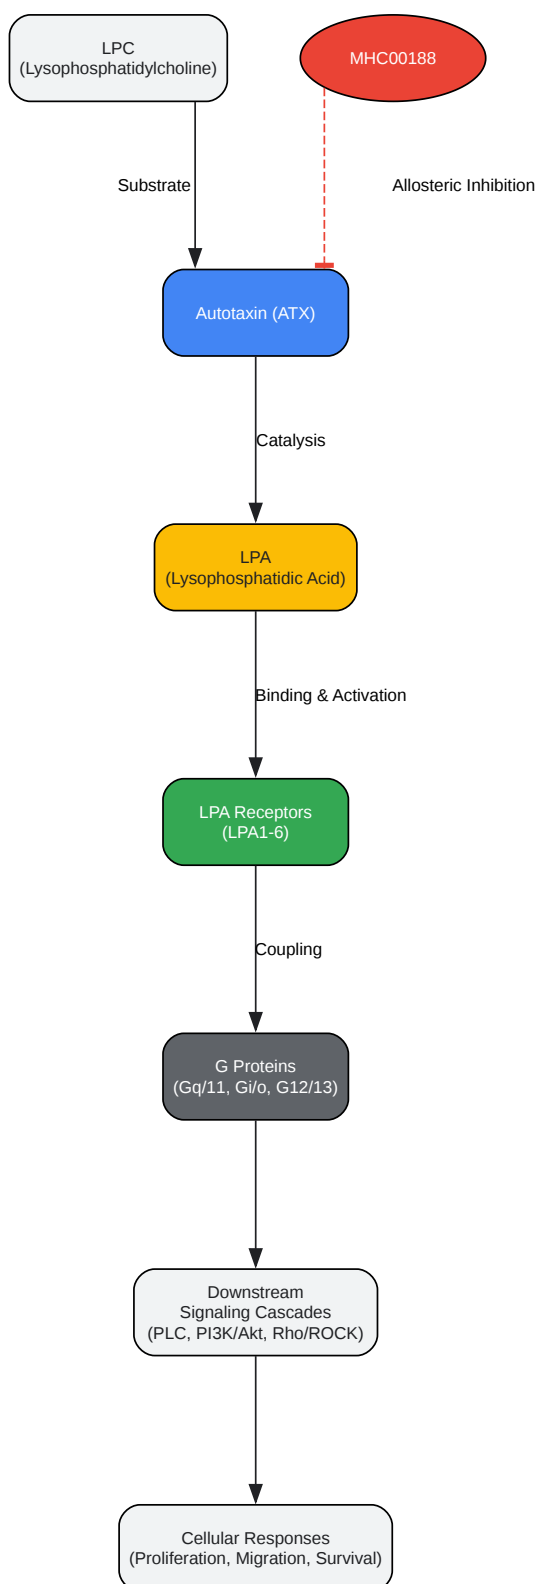 LPC
(Lysophosphatidylcholine)
MHC00188
Substrate
Allosteric Inhibition
Autotaxin (ATX)
Catalysis
LPA
(Lysophosphatidic Acid)
Binding & Activation
LPA Receptors
(LPA1-6)
Coupling
G Proteins
(Gq/11, Gi/o, G12/13)
Downstream
Signaling Cascades
(PLC, PI3K/Akt, Rho/ROCK)
Cellular Responses
(Proliferation, Migration, Survival)